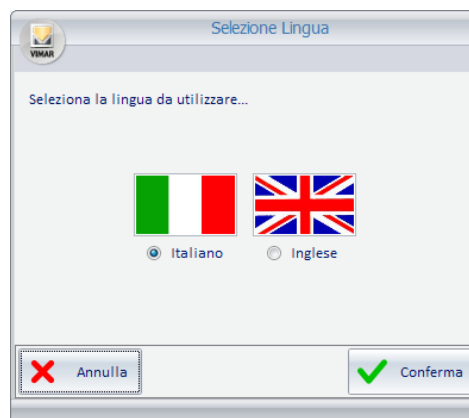 Selezione Lingua
VIMAR
Seleziona la lingua da utilizzare...
Italiano
Inglese
Annulla
Conferma